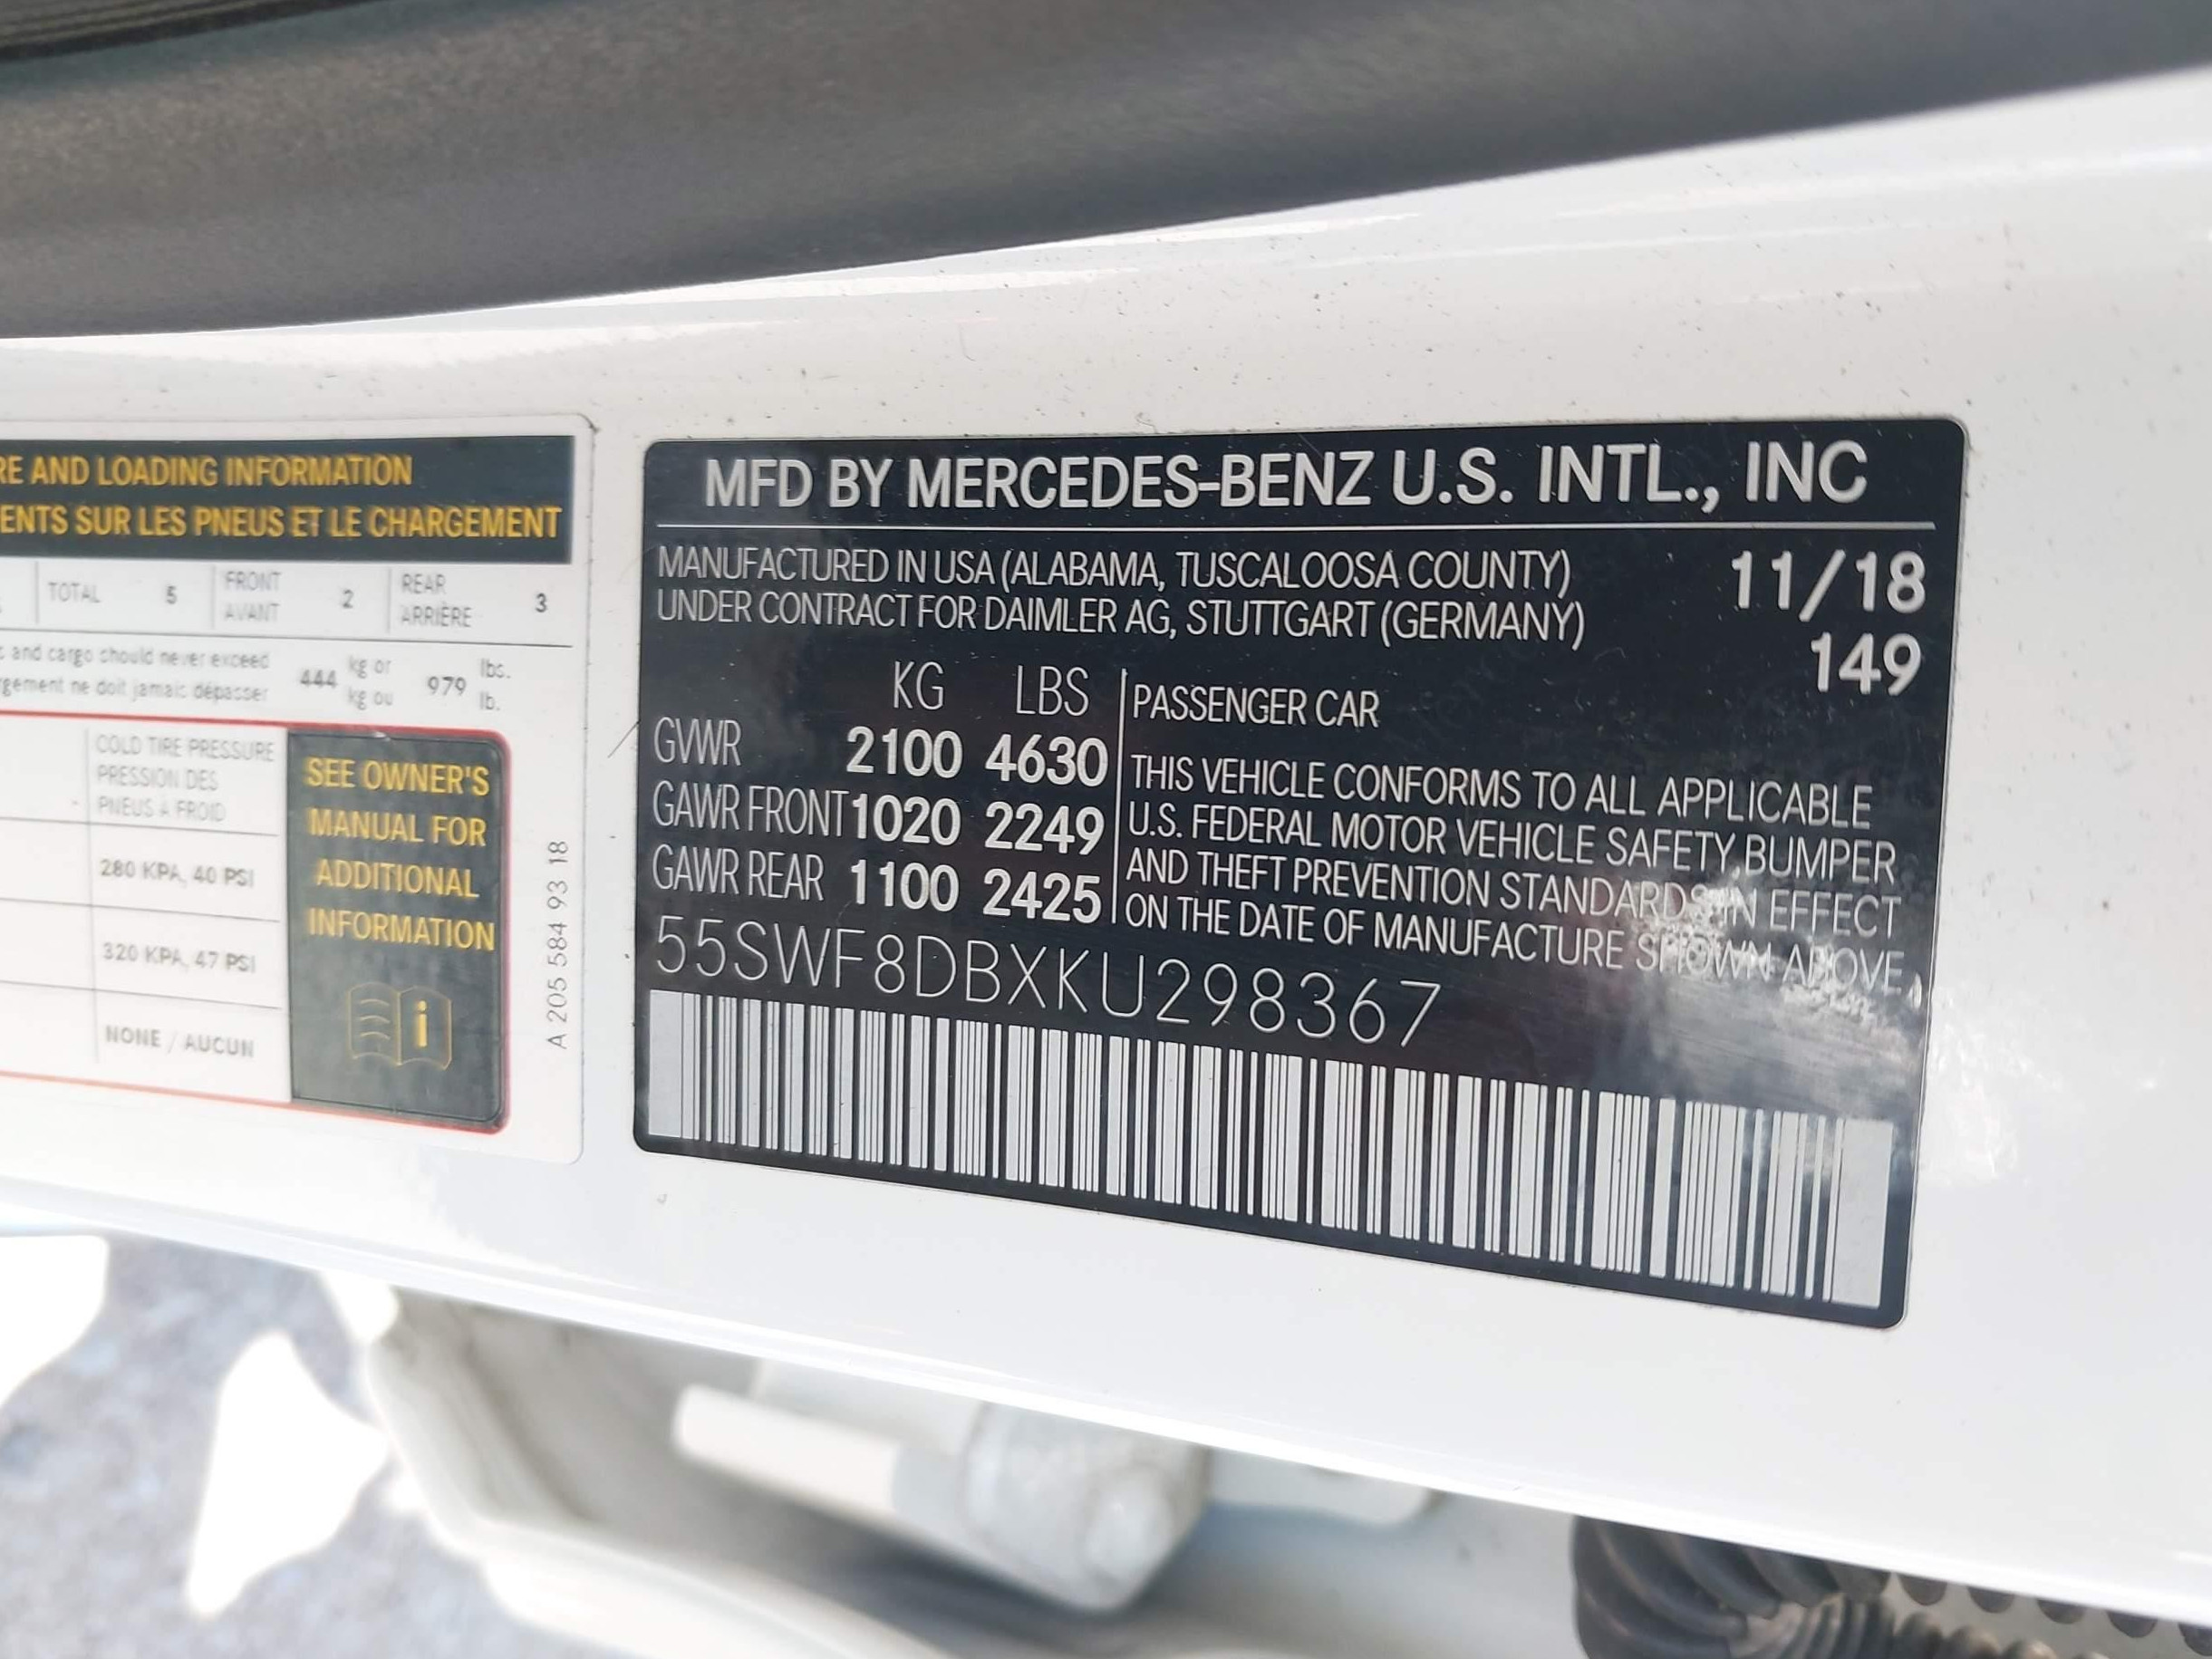 RE AND LOADING INFORMATION
ENTS SUR LES PNEUS ET LE CHARGEMENT
TOTAL 5 FRONT AVANT 2 REAR ARRIÈRE 3
and cargo should never exceed 444 kg or 979 lbs.
gement ne doit jamais dépasser kg ou lb.
COLD TIRE PRESSURE
PRESSION DES
PNEUS À FROID
280 KPA, 40 PSI
320 KPA, 47 PSI
NONE / AUCUN
SEE OWNER'S
MANUAL FOR
ADDITIONAL
INFORMATION
i
A 205 584 93 18
MFD BY MERCEDES-BENZ U.S. INTL., INC
MANUFACTURED IN USA (ALABAMA, TUSCALOOSA COUNTY) 11/18
UNDER CONTRACT FOR DAIMLER AG, STUTTGART (GERMANY) 149
KG LBS
GVWR 2100 4630
GAWR FRONT 1020 2249
GAWR REAR 1100 2425
PASSENGER CAR
THIS VEHICLE CONFORMS TO ALL APPLICABLE
U.S. FEDERAL MOTOR VEHICLE SAFETY, BUMPER
AND THEFT PREVENTION STANDARDS IN EFFECT
ON THE DATE OF MANUFACTURE SHOWN ABOVE.
55SWF8DBXKU298367